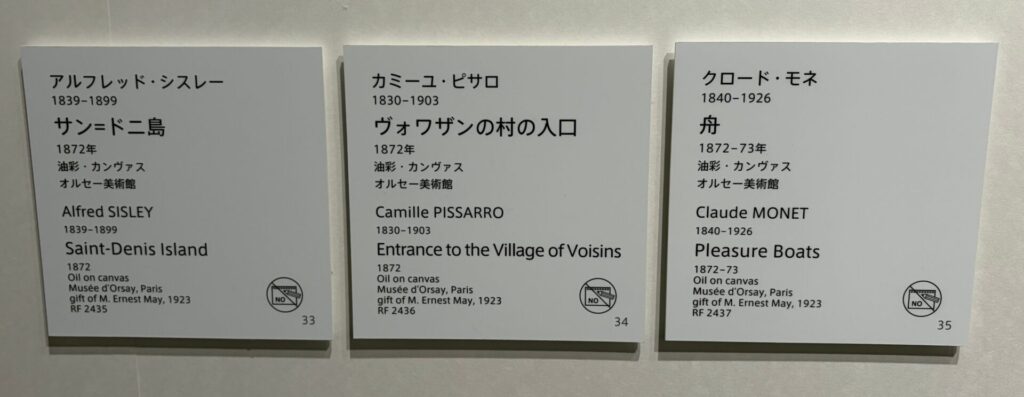 アルフレッド・シスレー
1839–1899
サン=ドニ島
1872年
油彩・カンヴァス
オルセー美術館
Alfred SISLEY
1839–1899
Saint-Denis Island
1872
Oil on canvas
Musée d'Orsay, Paris
gift of M. Ernest May, 1923
RF 2435
NO
33
カミーユ・ピサロ
1830–1903
ヴォワザンの村の入口
1872年
油彩・カンヴァス
オルセー美術館
Camille PISSARRO
1830–1903
Entrance to the Village of Voisins
1872
Oil on canvas
Musée d'Orsay, Paris
gift of M. Ernest May, 1923
RF 2436
NO
34
クロード・モネ
1840–1926
舟
1872–73年
油彩・カンヴァス
オルセー美術館
Claude MONET
1840–1926
Pleasure Boats
1872–73
Oil on canvas
Musée d'Orsay, Paris
gift of M. Ernest May, 1923
RF 2437
NO
35